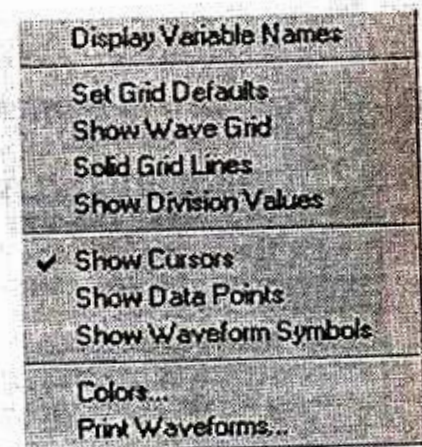 Display Variable Names
Set Grid Defaults
Show Wave Grid
Solid Grid Lines
Show Division Values
Show Cursors
Show Data Points
Show Waveform Symbols
Colors...
Print Waveforms...